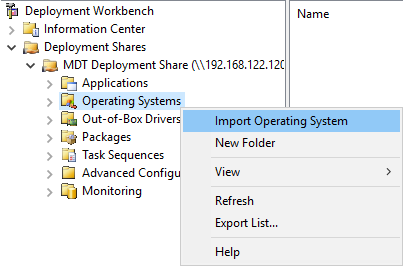 Deployment Workbench
Name
Information Center
Deployment Shares
MDT Deployment Share (\\192.168.122.120
Applications
Operating Systems
Out-of-Box Drivers
Packages
Task Sequences
Advanced Configu
Monitoring
Import Operating System
New Folder
View
Refresh
Export List...
Help